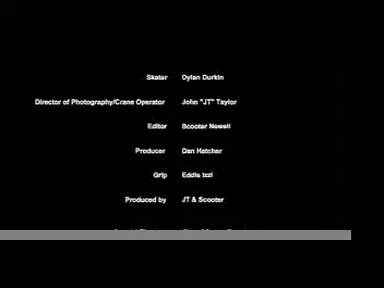 Skater Dylan Durkin
Director of Photography/Crane Operator John "JT" Taylor
Editor Scooter Newell
Producer Dan Hatcher
Grip Eddie Izzi
Produced by JT & Scooter